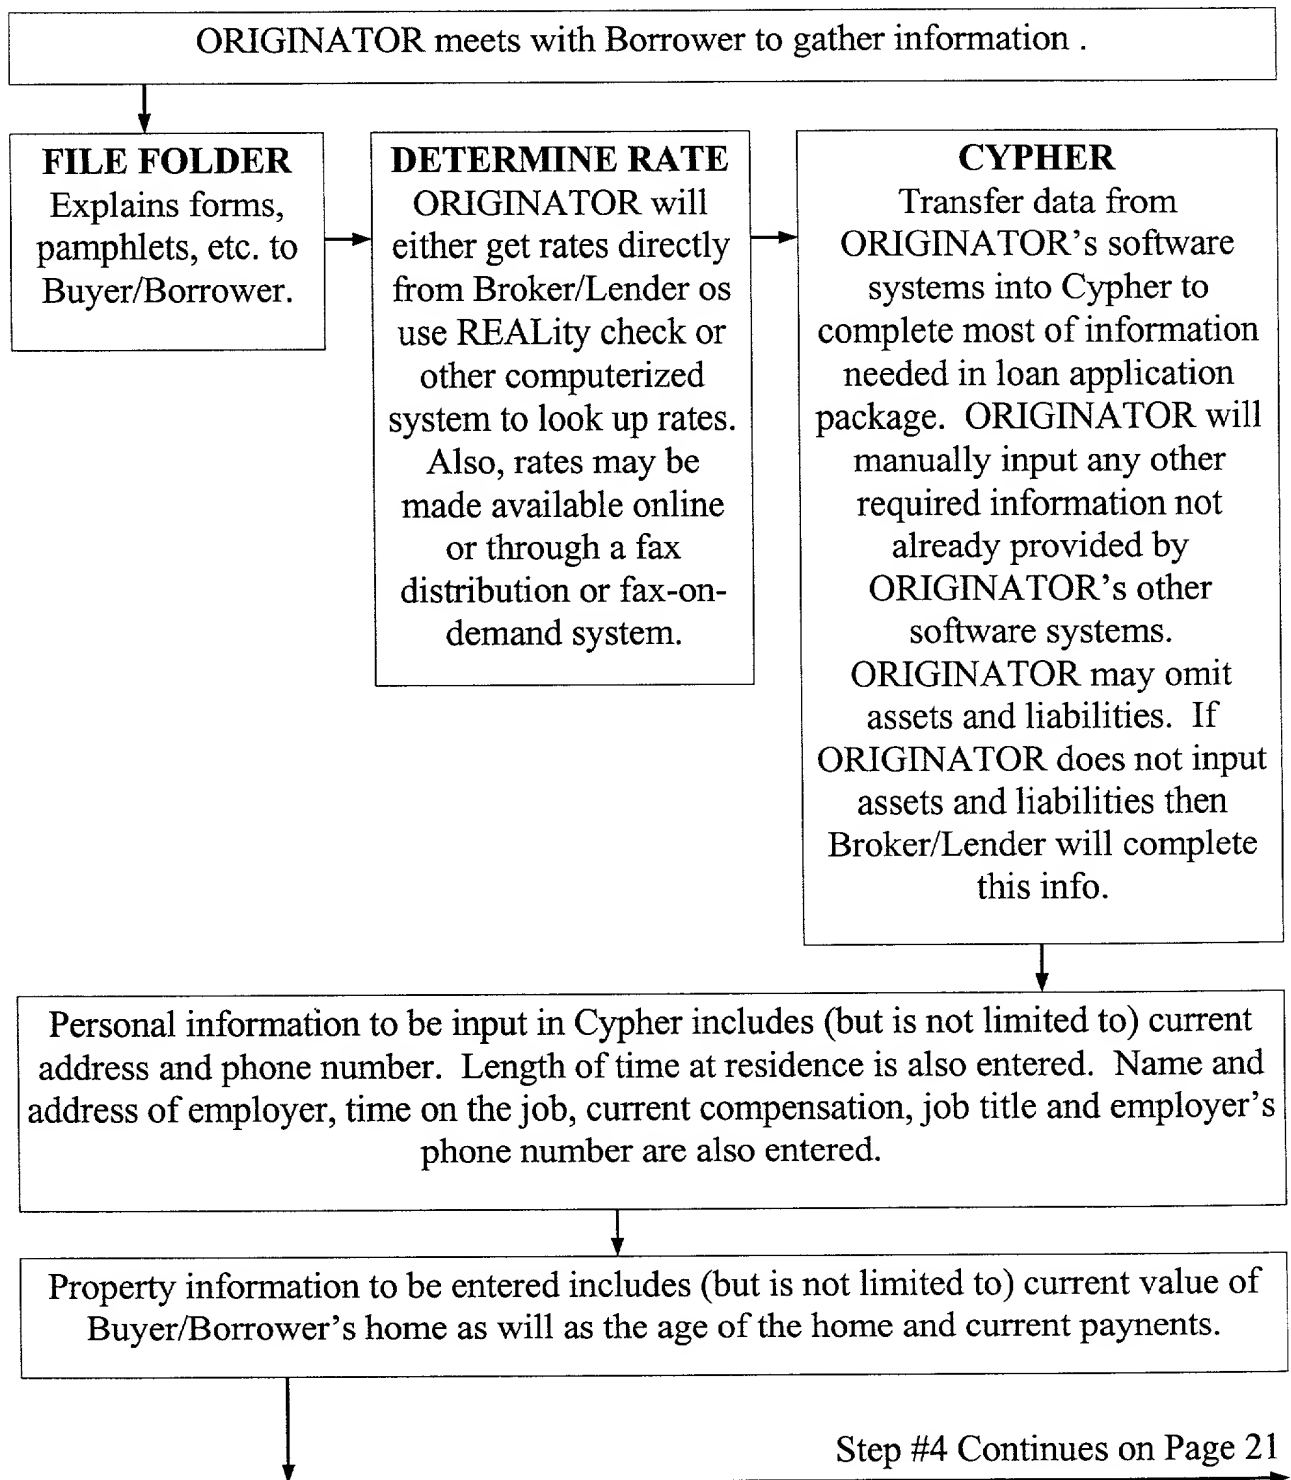 ORIGINATOR meets with Borrower to gather information .
FILE FOLDER
Explains forms,
pamphlets, etc. to
Buyer/Borrower.
DETERMINE RATE
ORIGINATOR will
either get rates directly
from Broker/Lender os
use REALity check or
other computerized
system to look up rates.
Also, rates may be
made available online
or through a fax
distribution or fax-on-
demand system.
CYPHER
Transfer data from
ORIGINATOR's software
systems into Cypher to
complete most of information
needed in loan application
package.  ORIGINATOR will
manually input any other
required information not
already provided by
ORIGINATOR's other
software systems.
ORIGINATOR may omit
assets and liabilities.  If
ORIGINATOR does not input
assets and liabilities then
Broker/Lender will complete
this info.
Personal information to be input in Cypher includes (but is not limited to) current
address and phone number.  Length of time at residence is also entered.  Name and
address of employer, time on the job, current compensation, job title and employer's
phone number are also entered.
Property information to be entered includes (but is not limited to) current value of
Buyer/Borrower's home as will as the age of the home and current paynents.
Step #4 Continues on Page 21